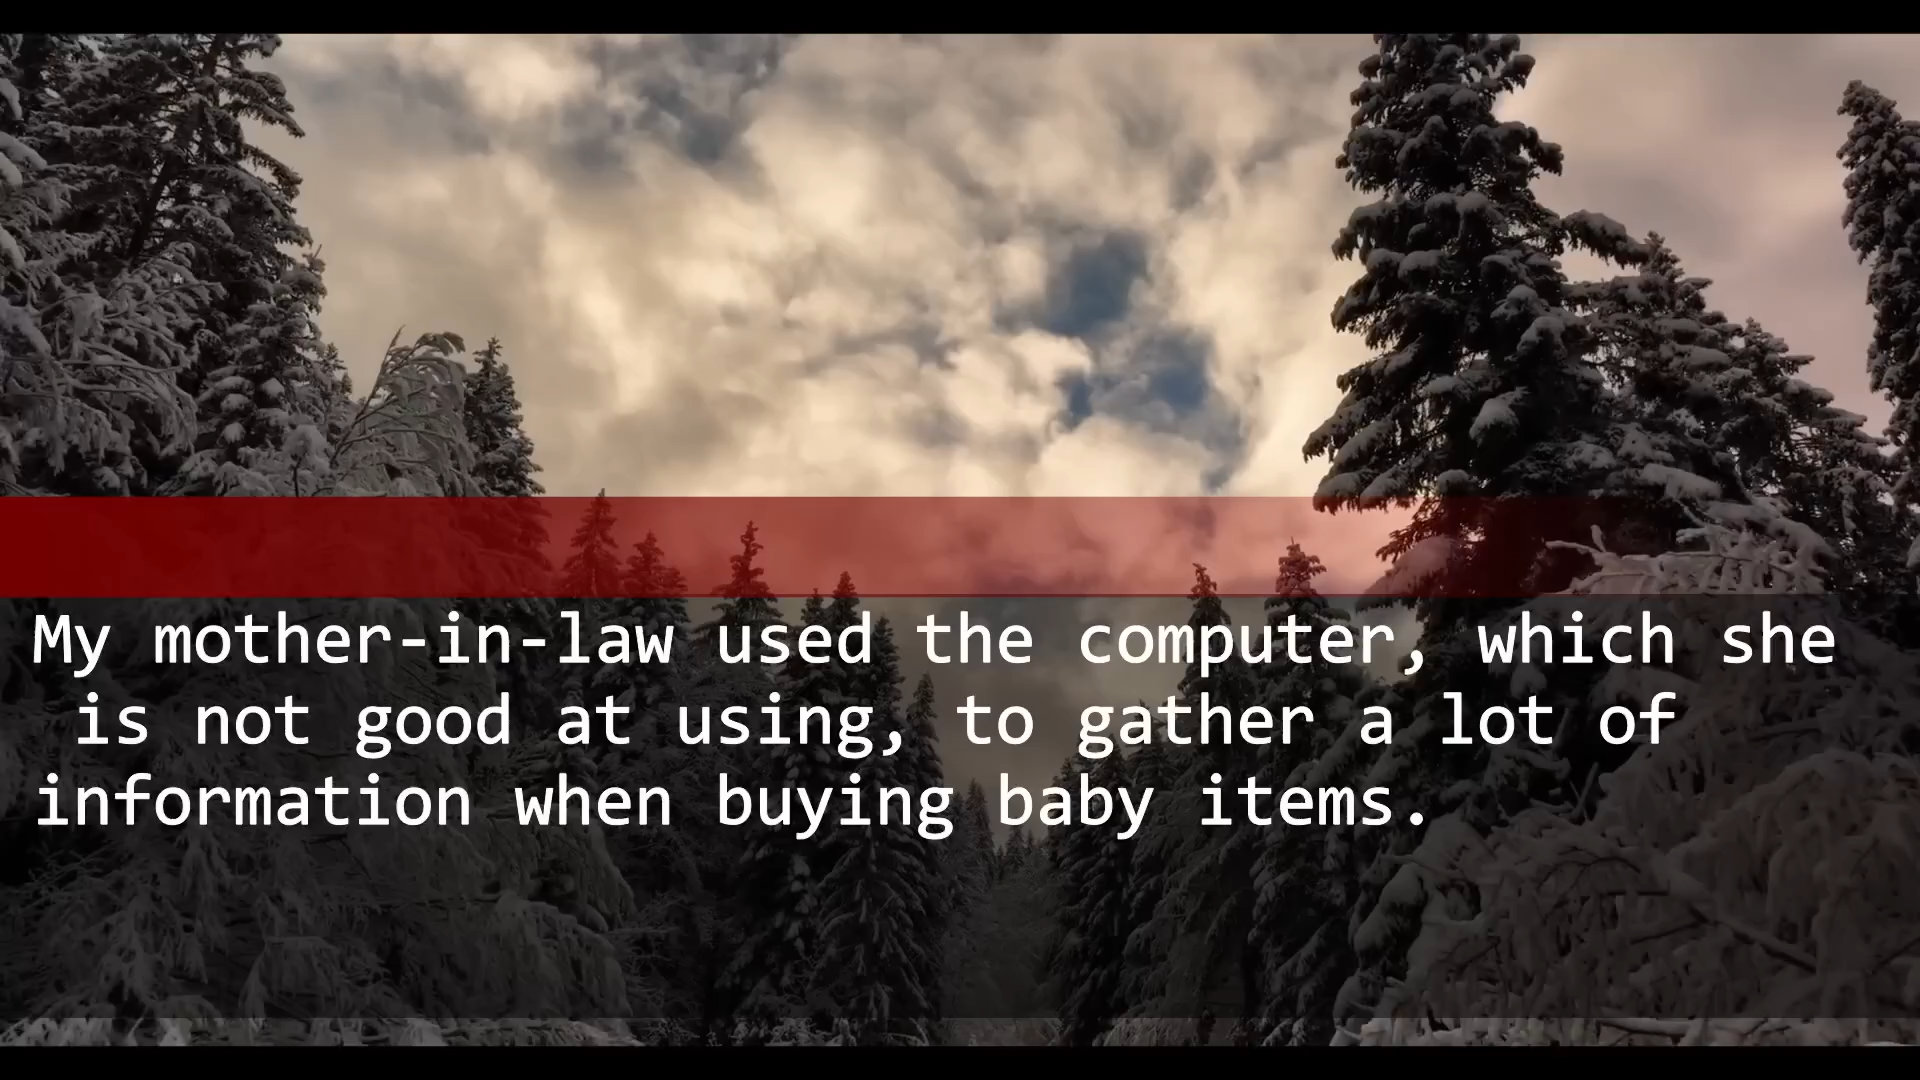 My mother-in-law used the computer, which she
is not good at using, to gather a lot of
information when buying baby items.